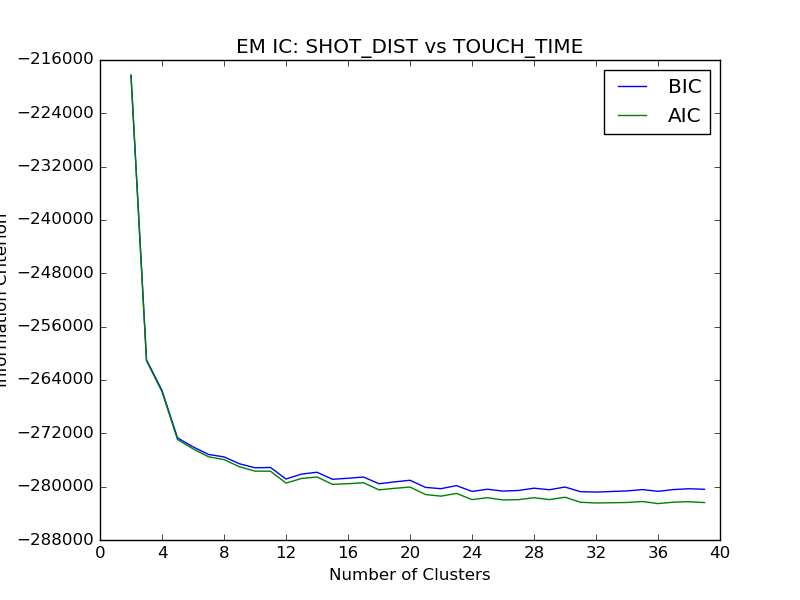 EM IC: SHOT_DIST vs TOUCH_TIME
BIC
AIC
−216000
−224000
−232000
−240000
−248000
−256000
−264000
−272000
−280000
−288000
Information Criterion
0 4 8 12 16 20 24 28 32 36 40
Number of Clusters